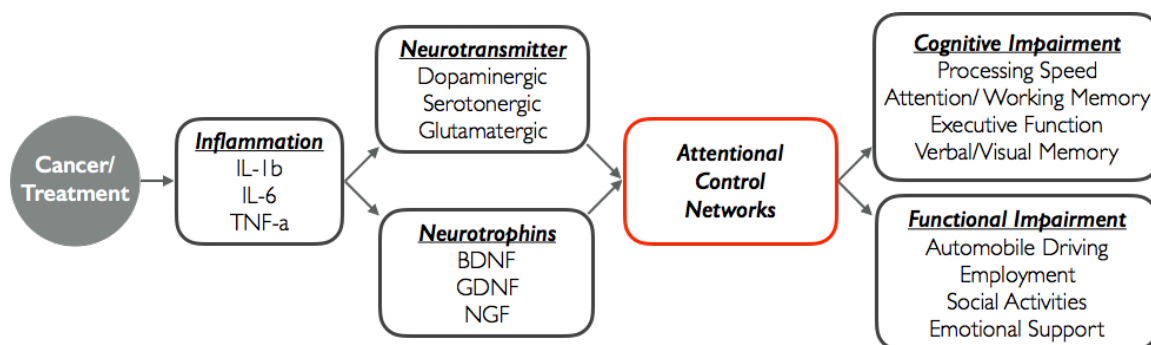 Cancer/
Treatment
Inflammation
IL-1b
IL-6
TNF-a
Neurotransmitter
Dopaminergic
Serotonergic
Glutamatergic
Neurotrophins
BDNF
GDNF
NGF
Attentional
Control
Networks
Cognitive Impairment
Processing Speed
Attention/ Working Memory
Executive Function
Verbal/Visual Memory
Functional Impairment
Automobile Driving
Employment
Social Activities
Emotional Support